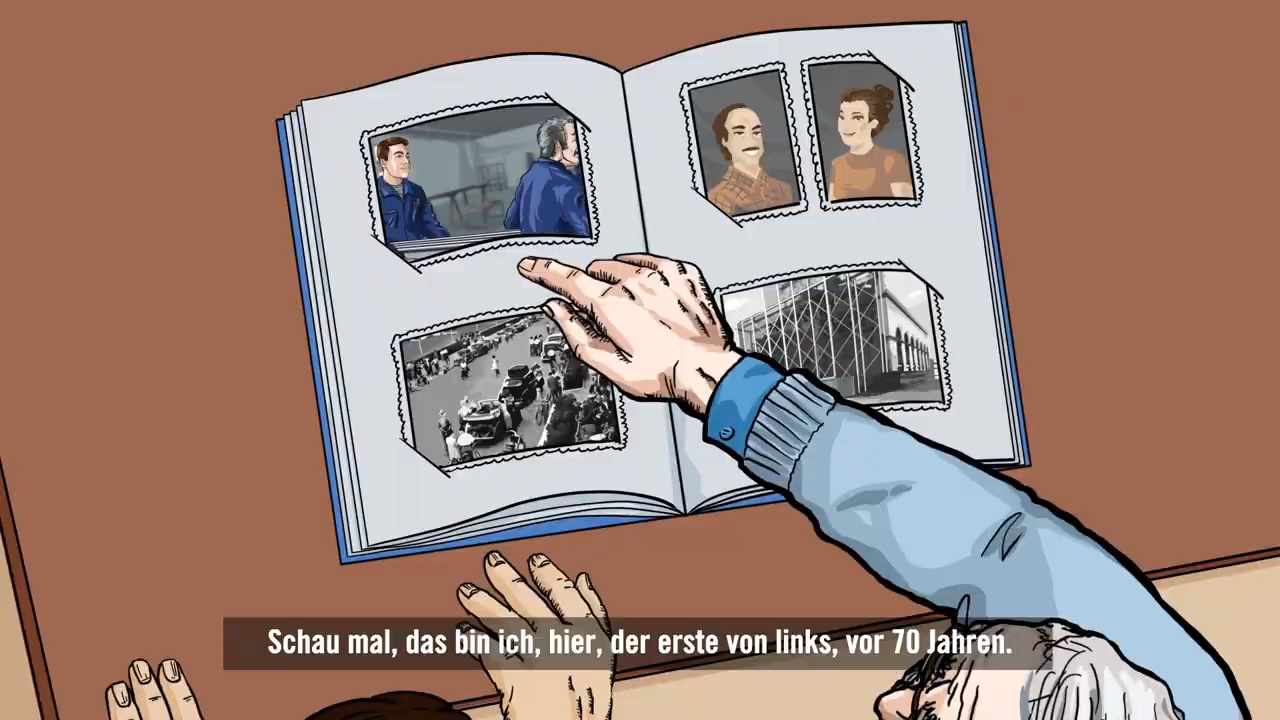 Schau mal, das bin ich, hier, der erste von links, vor 70 Jahren.